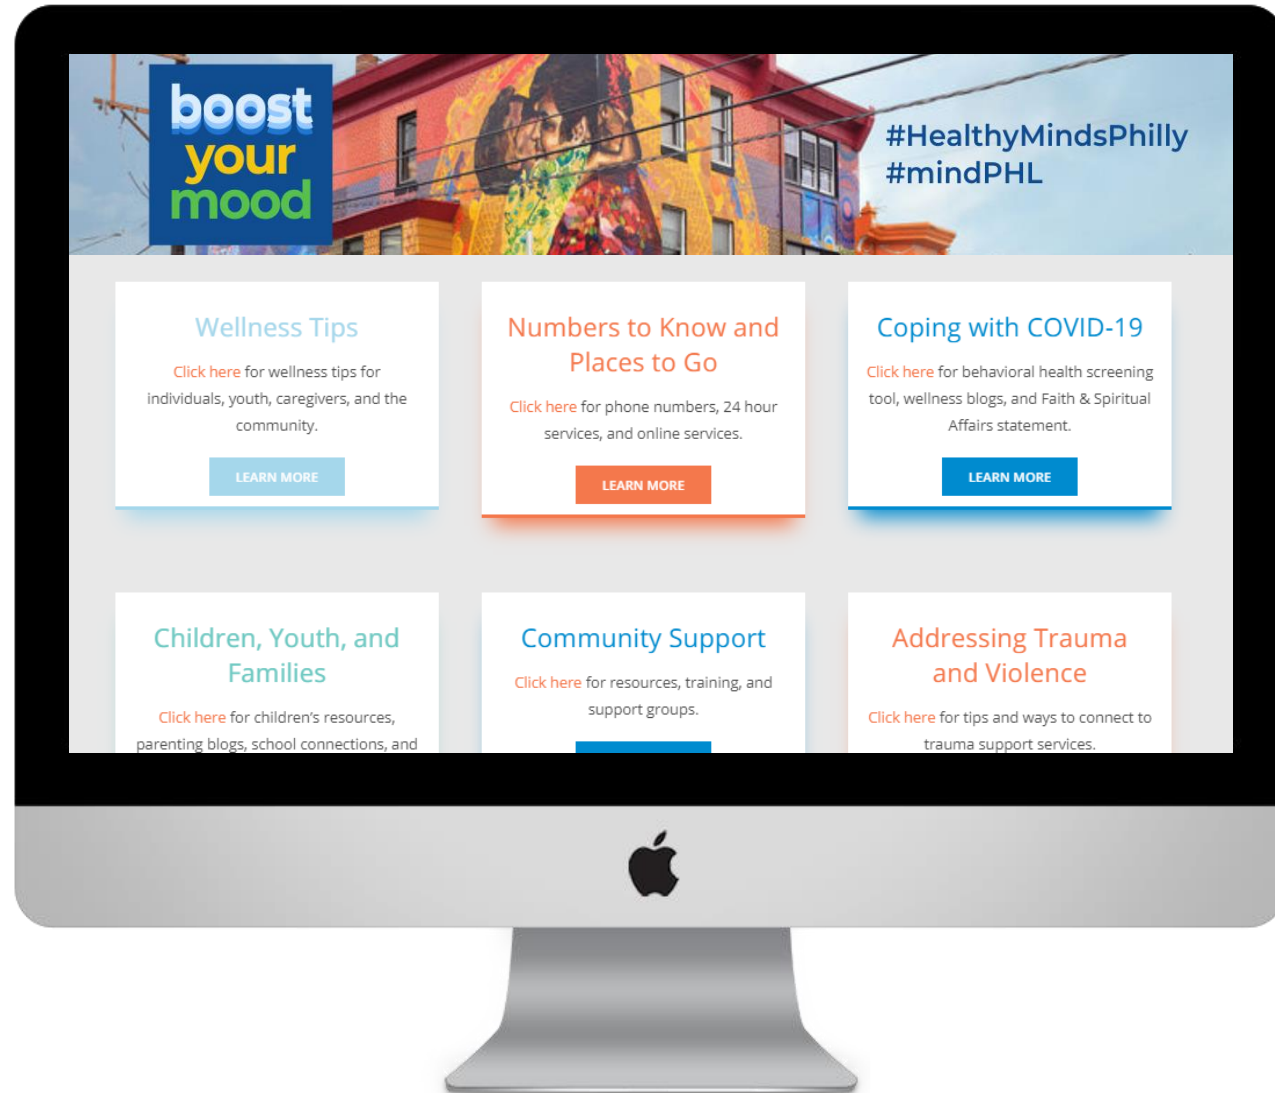 boost
your
mood
#HealthyMindsPhilly
#mindPHL
Wellness Tips
Click here for wellness tips for
individuals, youth, caregivers, and the
community.
LEARN MORE
Numbers to Know and
Places to Go
Click here for phone numbers, 24 hour
services, and online services.
LEARN MORE
Coping with COVID-19
Click here for behavioral health screening
tool, wellness blogs, and Faith & Spiritual
Affairs statement.
LEARN MORE
Children, Youth, and
Families
Click here for children’s resources,
parenting blogs, school connections, and
Community Support
Click here for resources, training, and
support groups.
Addressing Trauma
and Violence
Click here for tips and ways to connect to
trauma support services.